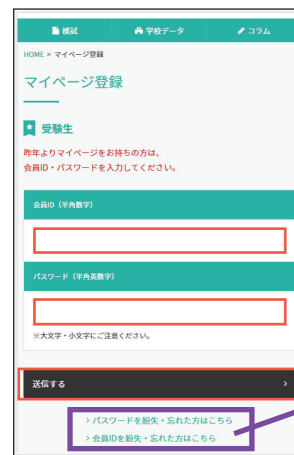 模試 学校データ コラム
HOME > マイページ登録
マイページ登録
受験生
昨年よりマイページをお持ちの方は、
会員ID・パスワードを入力してください。
会員ID（半角数字）
パスワード（半角英数字）
※大文字・小文字にご注意ください。
送信する >
> パスワードを紛失・忘れた方はこちら
> 会員IDを紛失・忘れた方はこちら